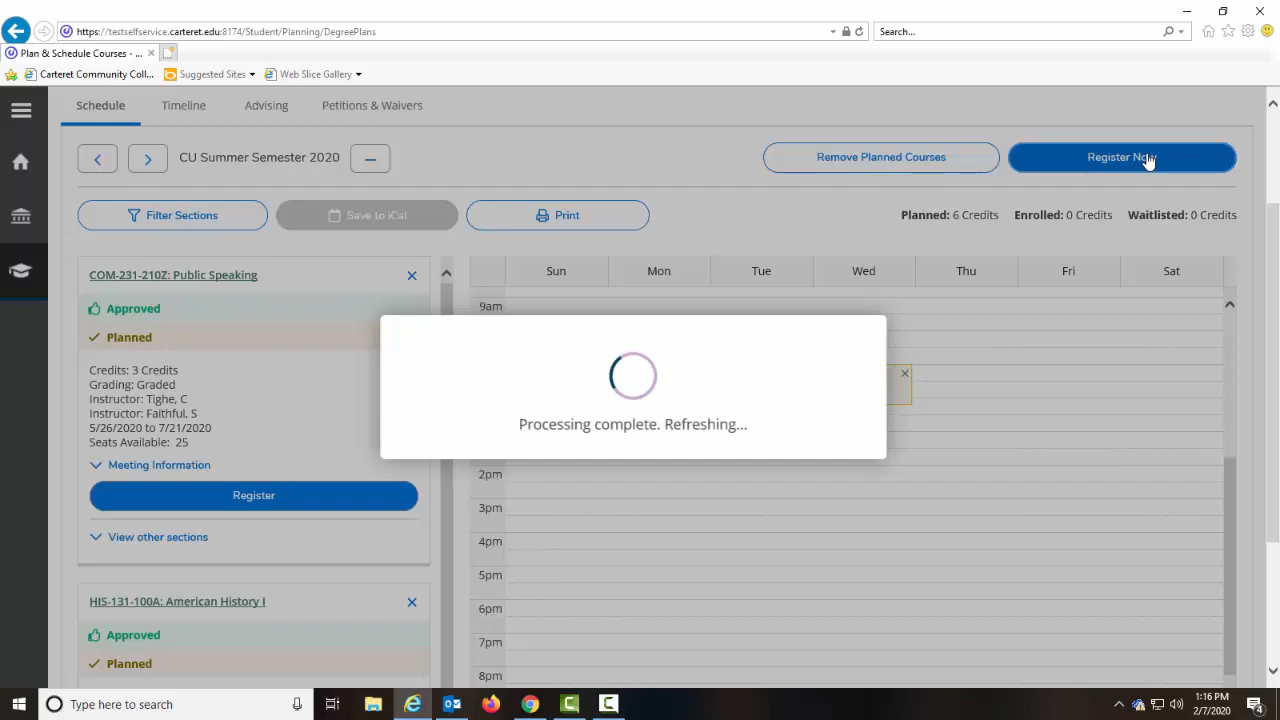 https://testselfservice.carteret.edu:8174/Student/Planning/DegreePlans
Search...
Plan & Schedule Courses - ...
Carteret Community Coll...
Suggested Sites
Web Slice Gallery
Schedule
Timeline
Advising
Petitions & Waivers
CU Summer Semester 2020
Remove Planned Courses
Register Now
Filter Sections
Save to iCal
Print
Planned: 6 Credits
Enrolled: 0 Credits
Waitlisted: 0 Credits
COM-231-210Z: Public Speaking
Approved
Planned
Credits: 3 Credits
Grading: Graded
Instructor: Tighe, C
Instructor: Faithful, S
5/26/2020 to 7/21/2020
Seats Available: 25
Meeting Information
Register
View other sections
HIS-131-100A: American History I
Approved
Planned
Sun
Mon
Tue
Wed
Thu
Fri
Sat
9am
Processing complete. Refreshing...
2pm
3pm
4pm
5pm
6pm
7pm
8pm
Type here to search
1:16 PM
2/7/2020
4